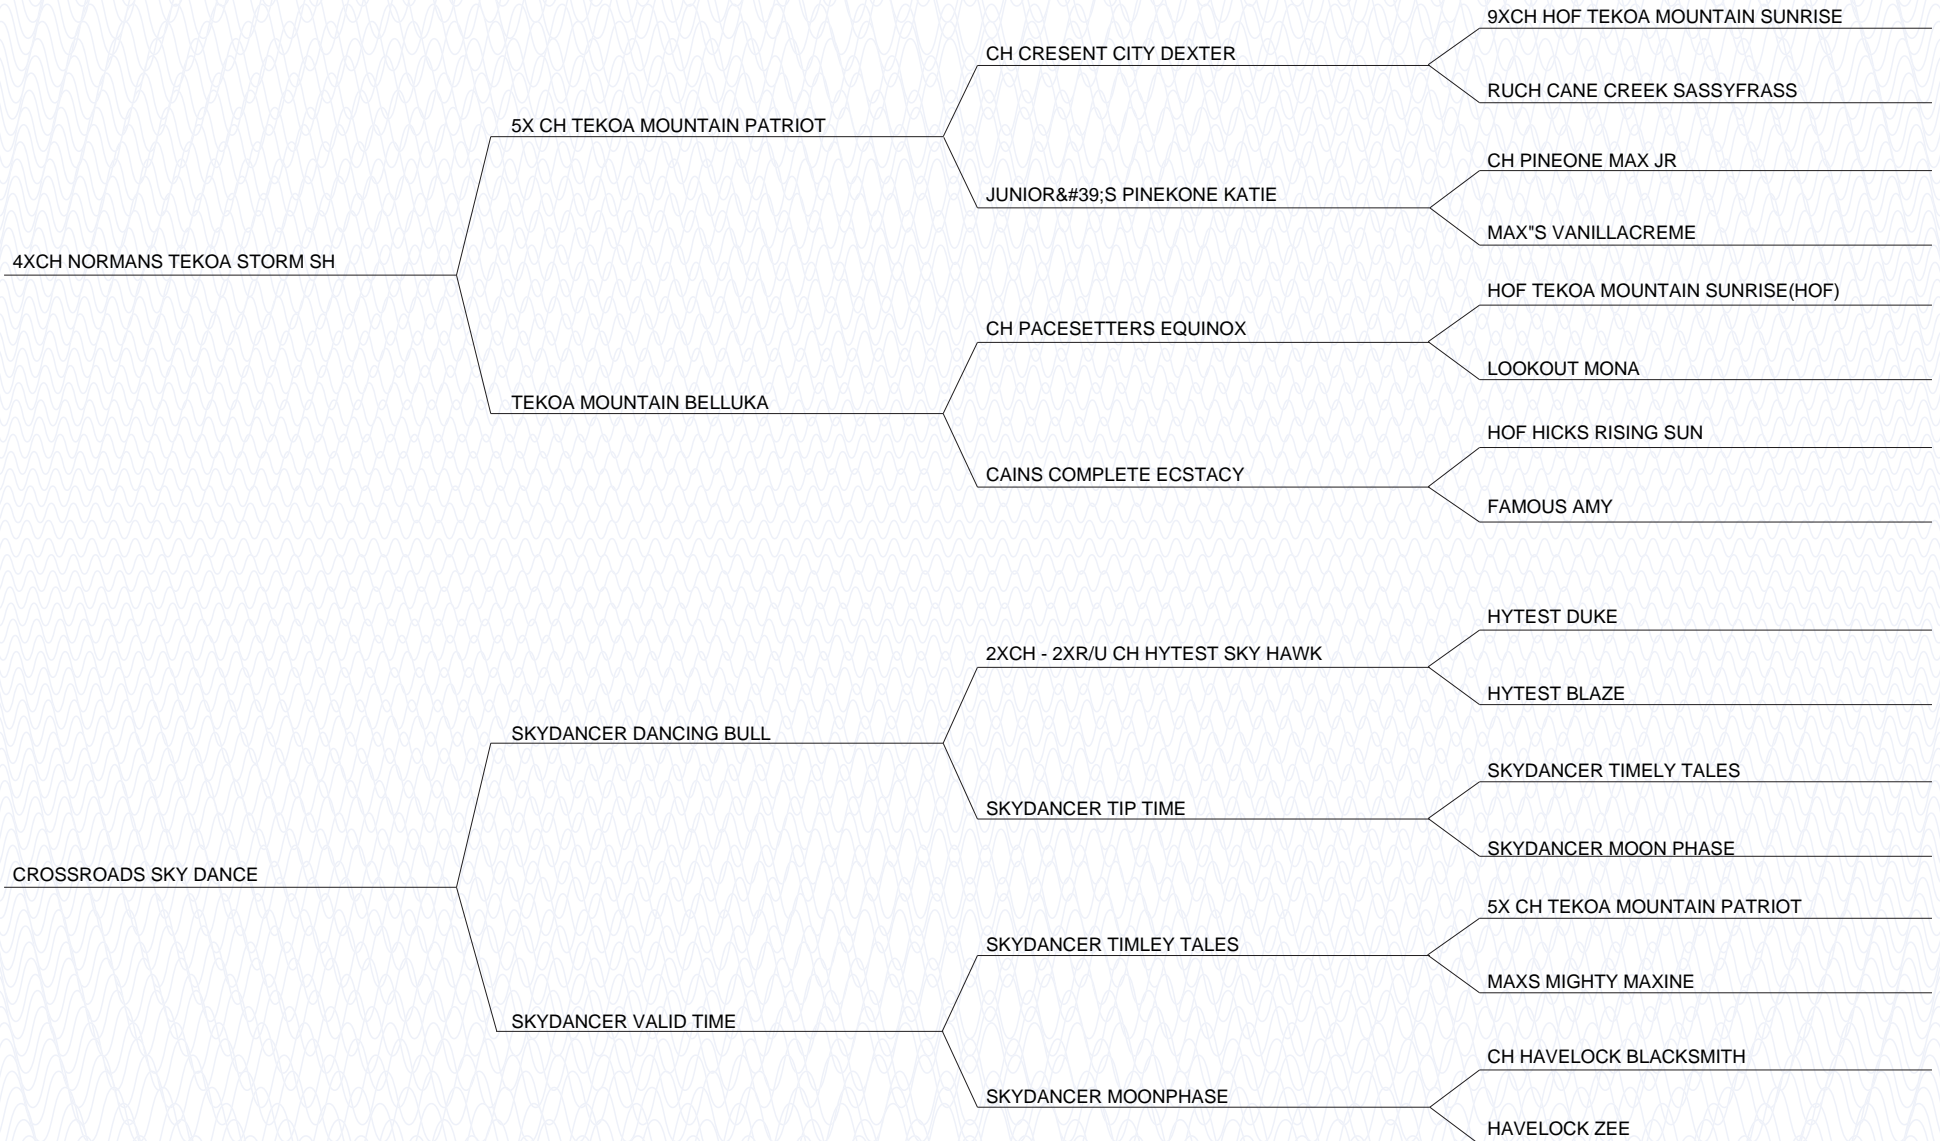 9XCH HOF TEKOA MOUNTAIN SUNRISE
CH CRESENT CITY DEXTER
RUCH CANE CREEK SASSYFRASS
5X CH TEKOA MOUNTAIN PATRIOT
CH PINEONE MAX JR
JUNIOR&#39;S PINEKONE KATIE
MAX"S VANILLACREME
4XCH NORMANS TEKOA STORM SH
HOF TEKOA MOUNTAIN SUNRISE(HOF)
CH PACESETTERS EQUINOX
LOOKOUT MONA
TEKOA MOUNTAIN BELLUKA
HOF HICKS RISING SUN
CAINS COMPLETE ECSTACY
FAMOUS AMY
HYTEST DUKE
2XCH - 2XR/U CH HYTEST SKY HAWK
HYTEST BLAZE
SKYDANCER DANCING BULL
SKYDANCER TIMELY TALES
SKYDANCER TIP TIME
SKYDANCER MOON PHASE
CROSSROADS SKY DANCE
5X CH TEKOA MOUNTAIN PATRIOT
SKYDANCER TIMLEY TALES
MAXS MIGHTY MAXINE
SKYDANCER VALID TIME
CH HAVELOCK BLACKSMITH
SKYDANCER MOONPHASE
HAVELOCK ZEE